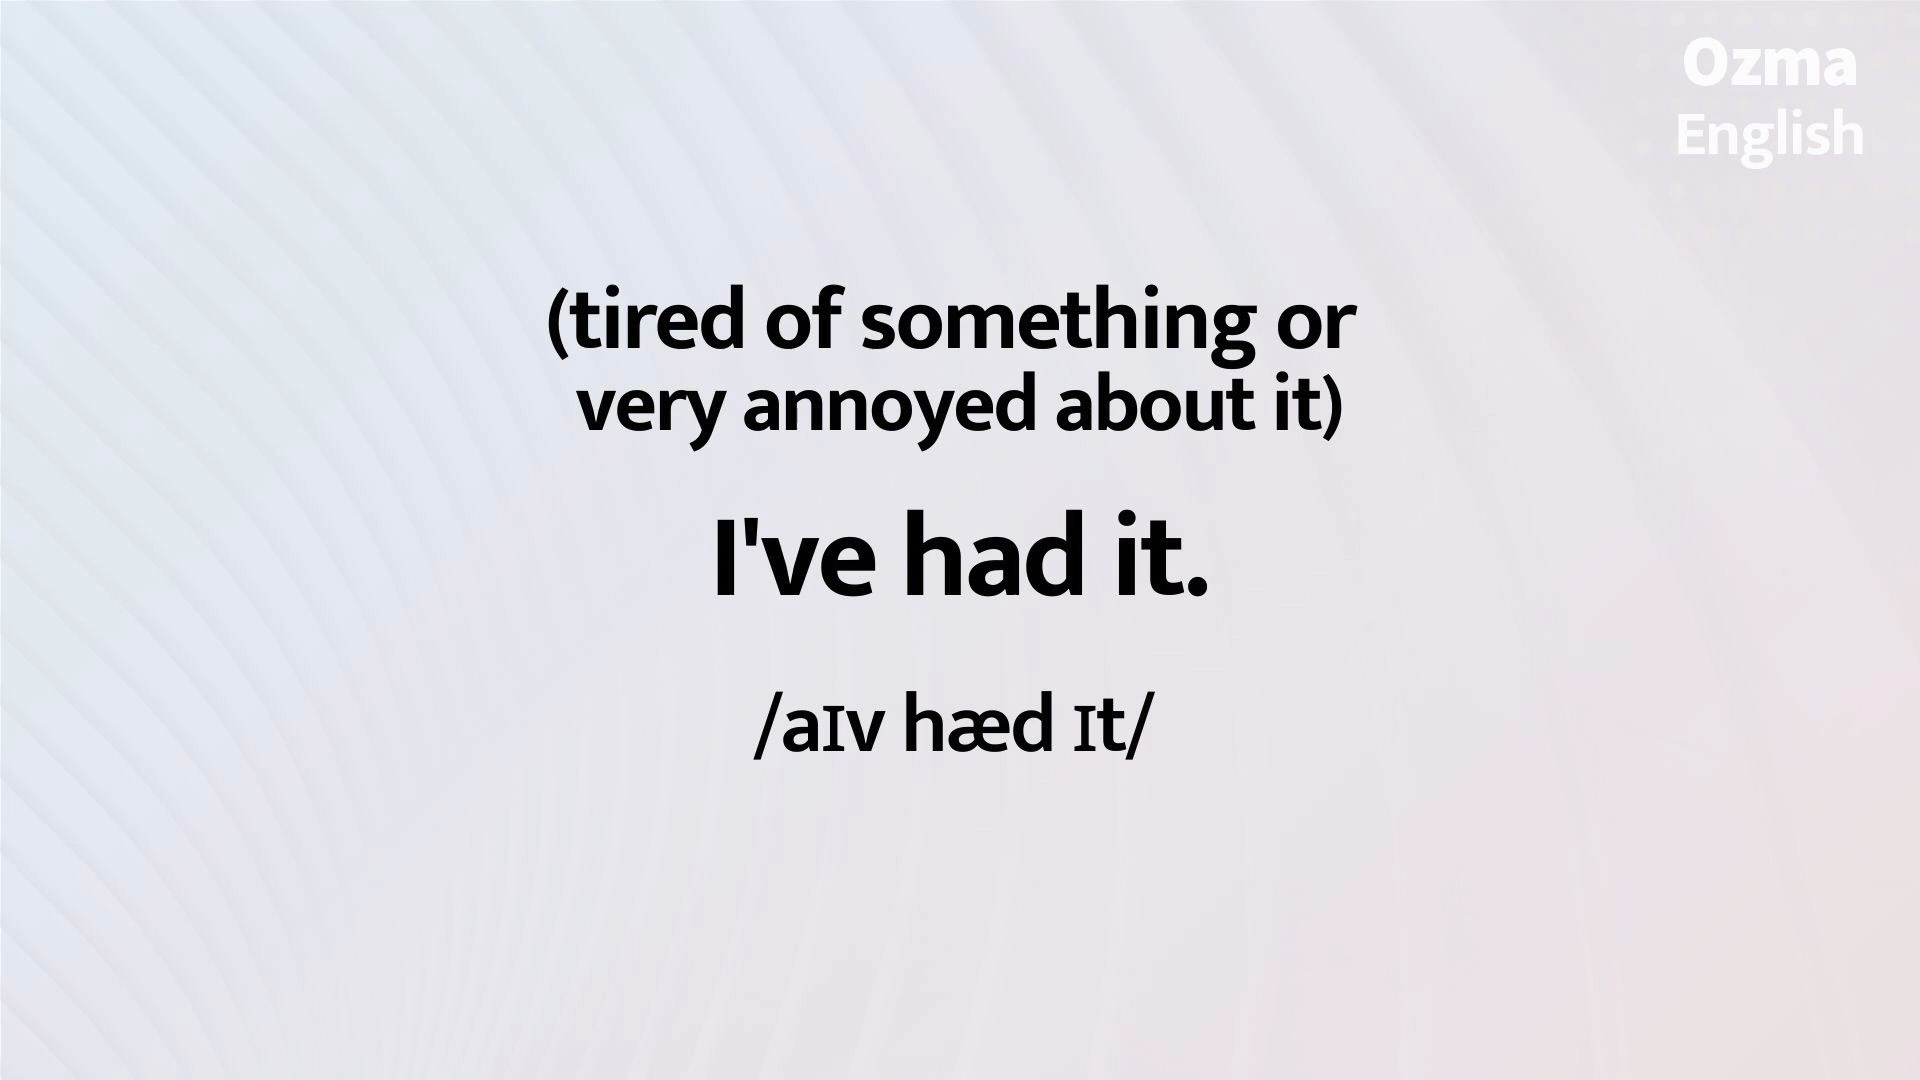 Ozma
English
(tired of something or
very annoyed about it)
I've had it.
/aɪv hæd ɪt/